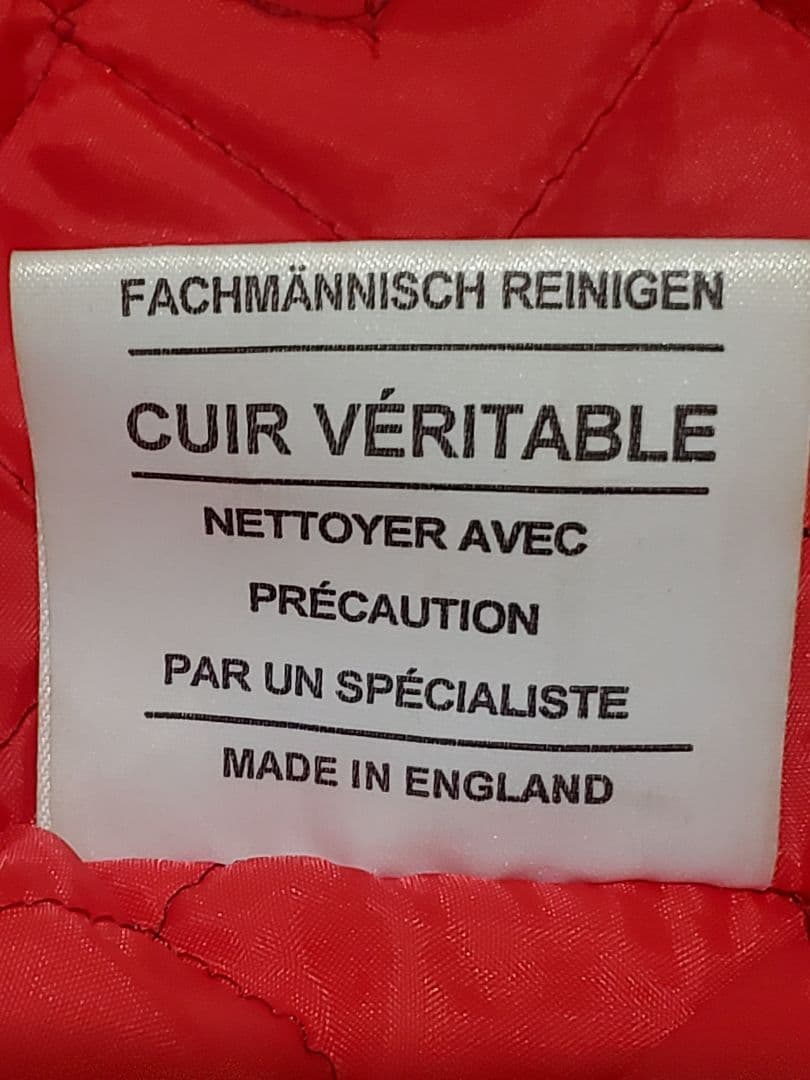 FACHMÄNNISCH REINIGEN
CUIR VÉRITABLE
NETTOYER AVEC
PRÉCAUTION
PAR UN SPÉCIALISTE
MADE IN ENGLAND